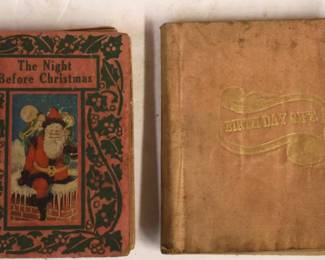 The Night
Before Christmas
BIRTH DAY GIFT